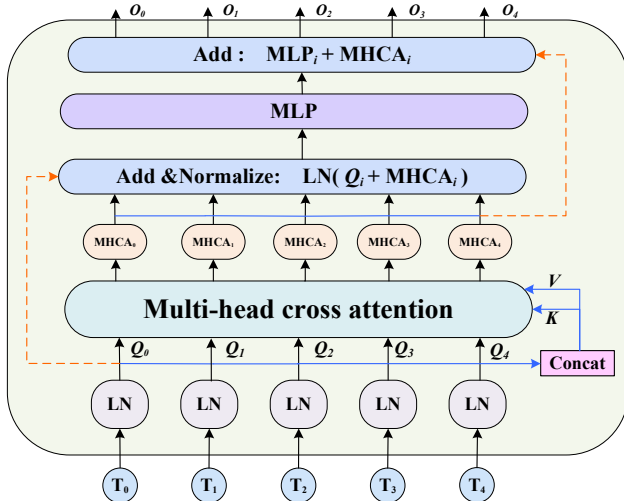 O₀ O₁ O₂ O₃ O₄
Add : MLPᵢ + MHCAᵢ
MLP
Add &Normalize: LN( Qᵢ + MHCAᵢ )
MHCA₀ MHCA₁ MHCA₂ MHCA₃ MHCA₄
V
Multi-head cross attention
K
Q₀ Q₁ Q₂ Q₃ Q₄
Concat
LN LN LN LN LN
T₀ T₁ T₂ T₃ T₄